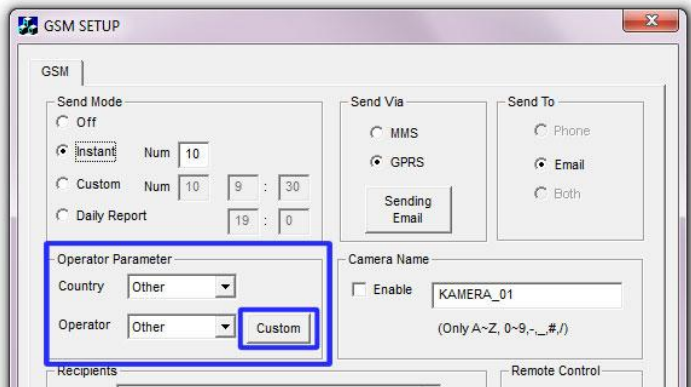 GSM SETUP
GSM
Send Mode
Off
Instant Num 10
Custom Num 10 9 : 30
Daily Report 19 : 0
Send Via
MMS
GPRS
Sending
Email
Send To
Phone
Email
Both
Operator Parameter
Country Other
Operator Other Custom
Camera Name
Enable KAMERA_01
(Only A~Z, 0~9,-,_,#,/)
Recipients
Remote Control